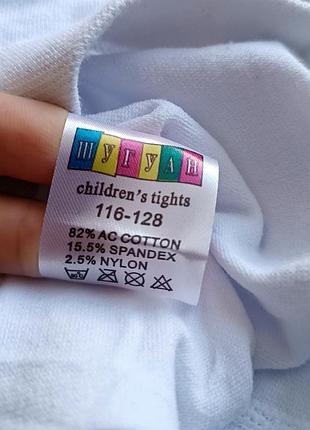 ШУГУАН
children's tights
116-128
82% AC COTTON
15.5% SPANDEX
2.5% NYLON